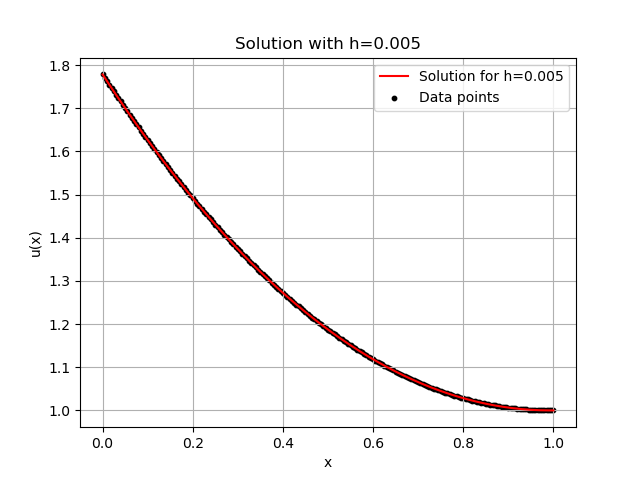 Solution with h=0.005
Solution for h=0.005
Data points
1.8
1.7
1.6
1.5
1.4
1.3
1.2
1.1
1.0
u(x)
0.0 0.2 0.4 0.6 0.8 1.0
x